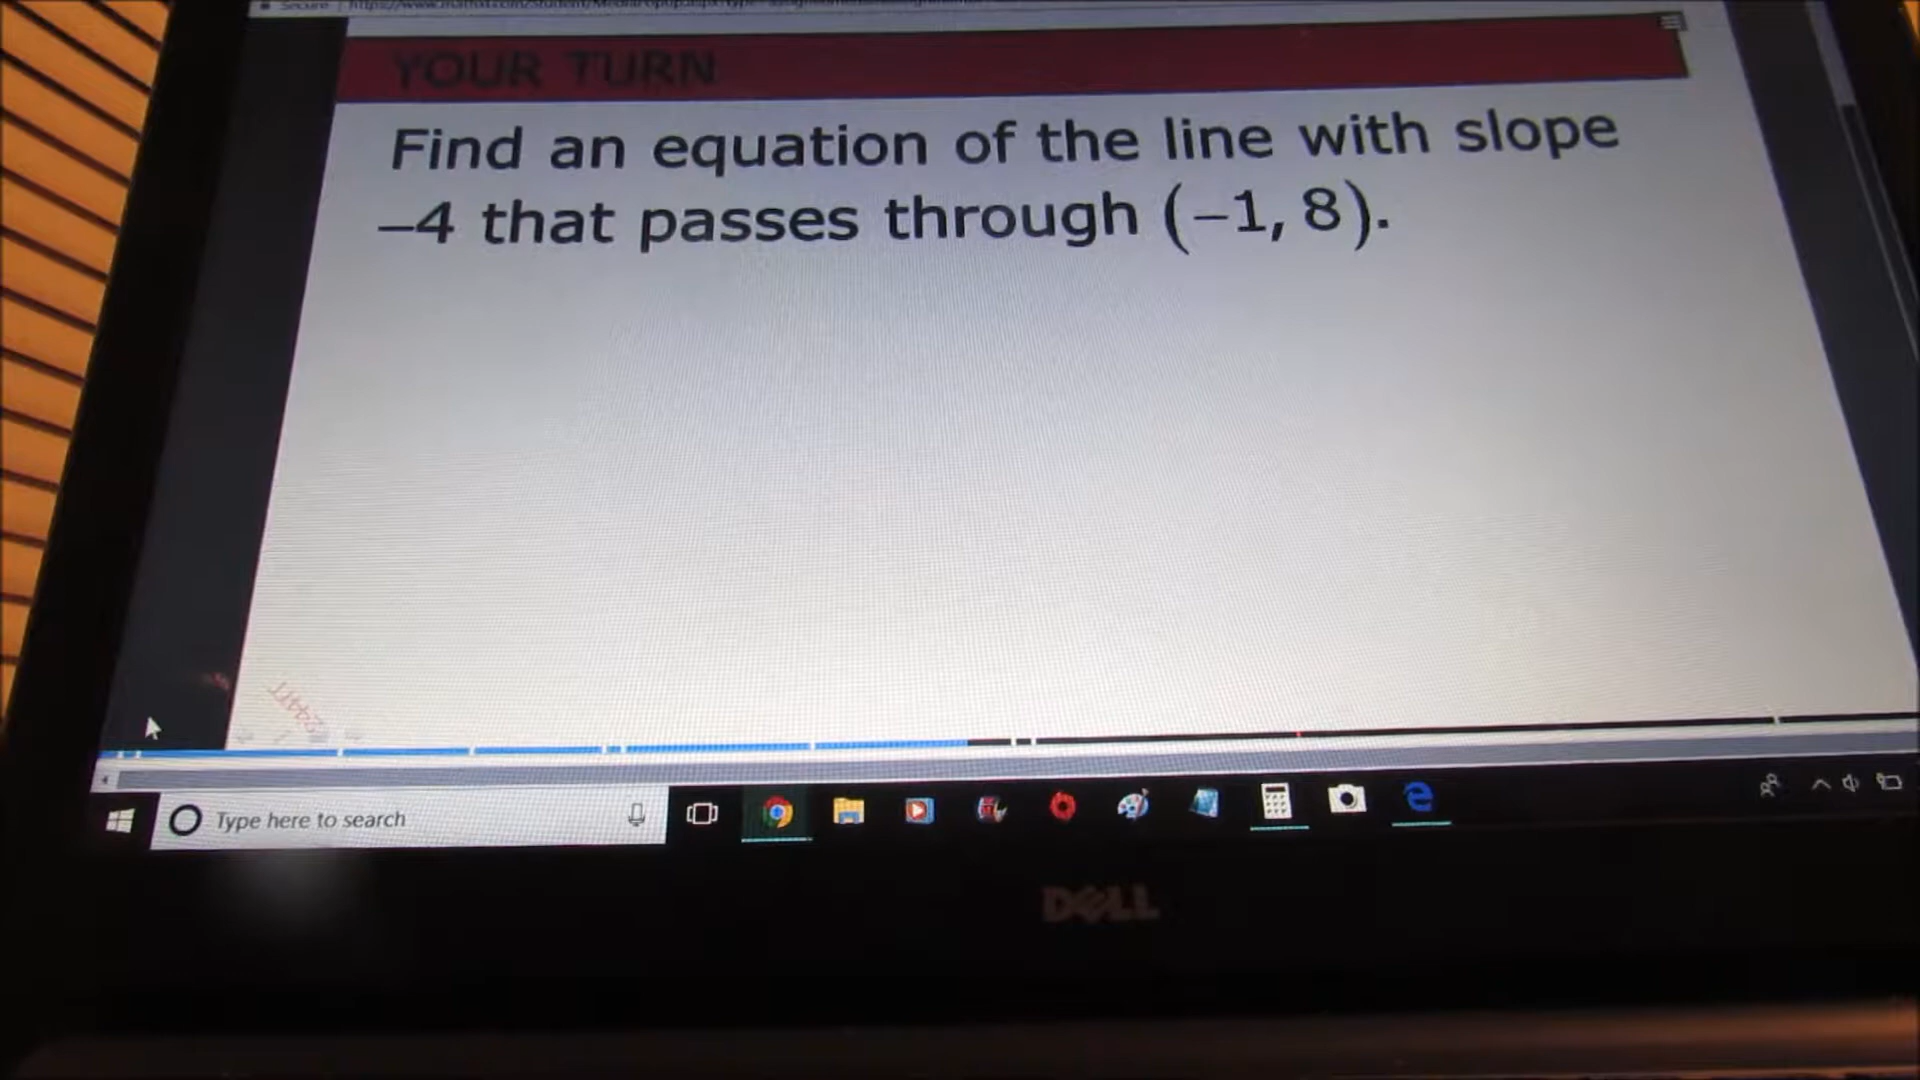 Secure
YOUR TURN
Find an equation of the line with slope
–4 that passes through (–1, 8).
Type here to search
DELL